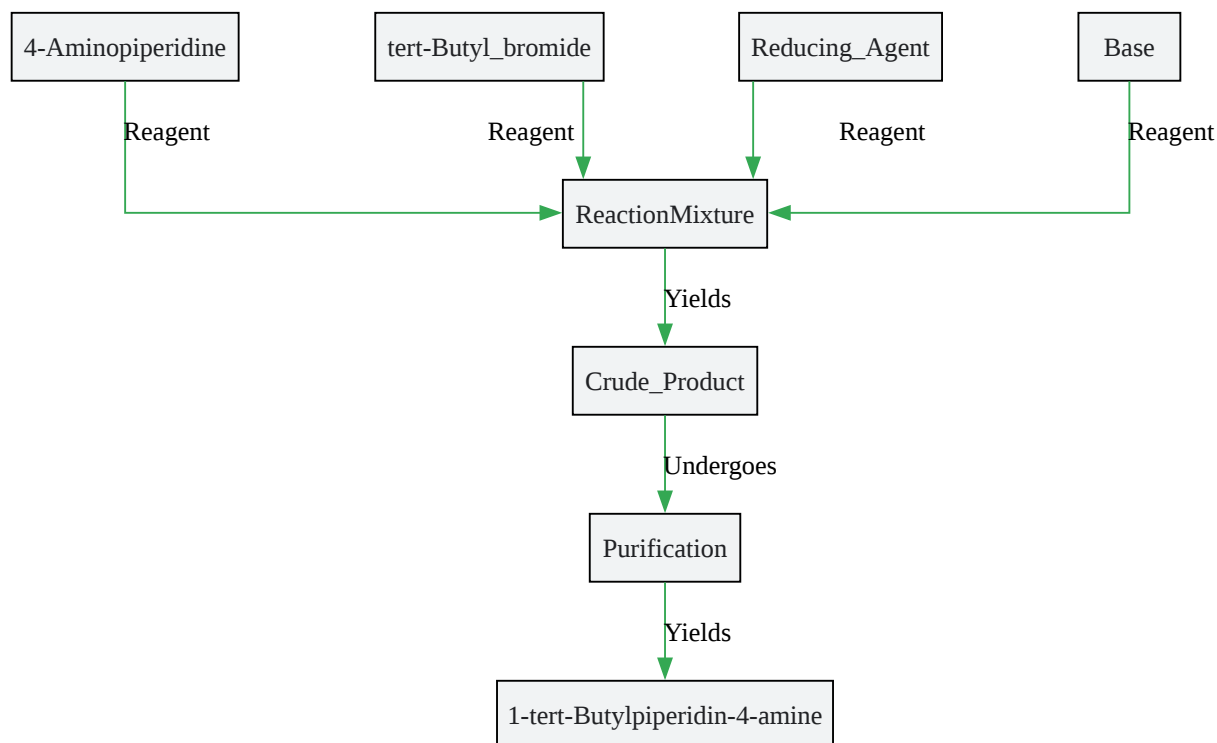 4-Aminopiperidine
tert-Butyl_bromide
Reducing_Agent
Base
Reagent
Reagent
Reagent
Reagent
ReactionMixture
Yields
Crude_Product
Undergoes
Purification
Yields
1-tert-Butylpiperidin-4-amine